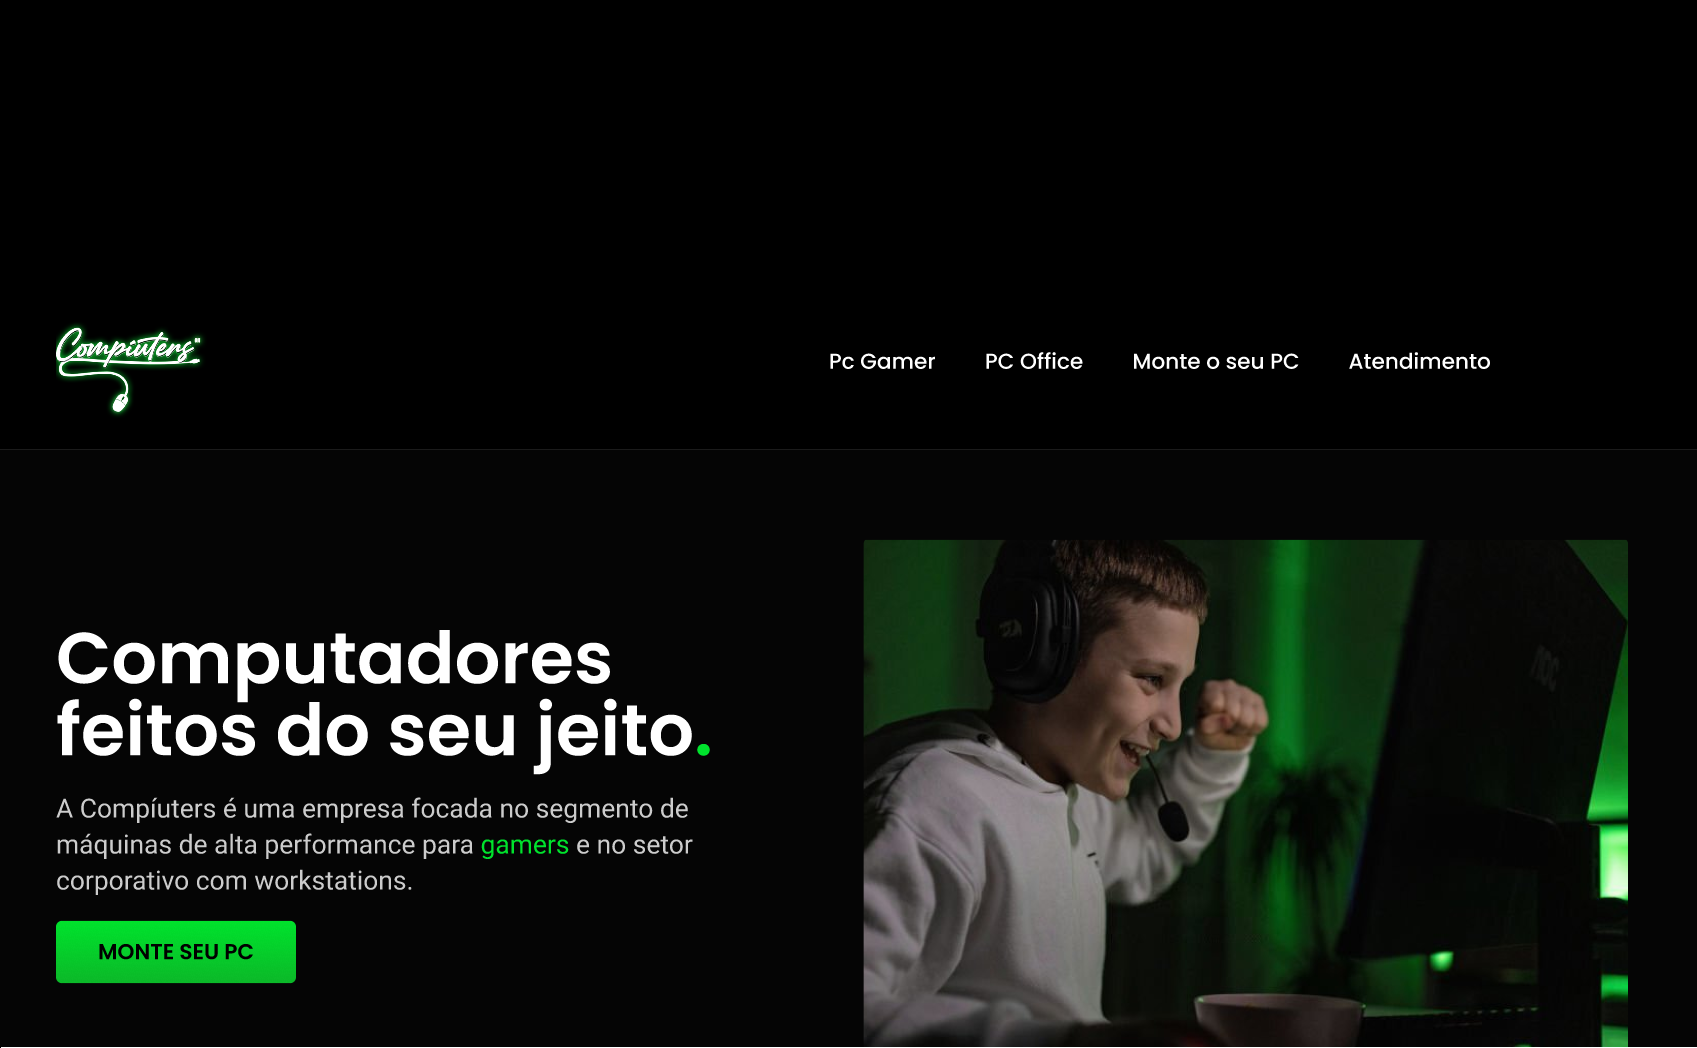 Compíuters
Pc Gamer PC Office Monte o seu PC Atendimento
Computadores
feitos do seu jeito.
A Compíuters é uma empresa focada no segmento de
máquinas de alta performance para gamers e no setor
corporativo com workstations.
MONTE SEU PC
AOC